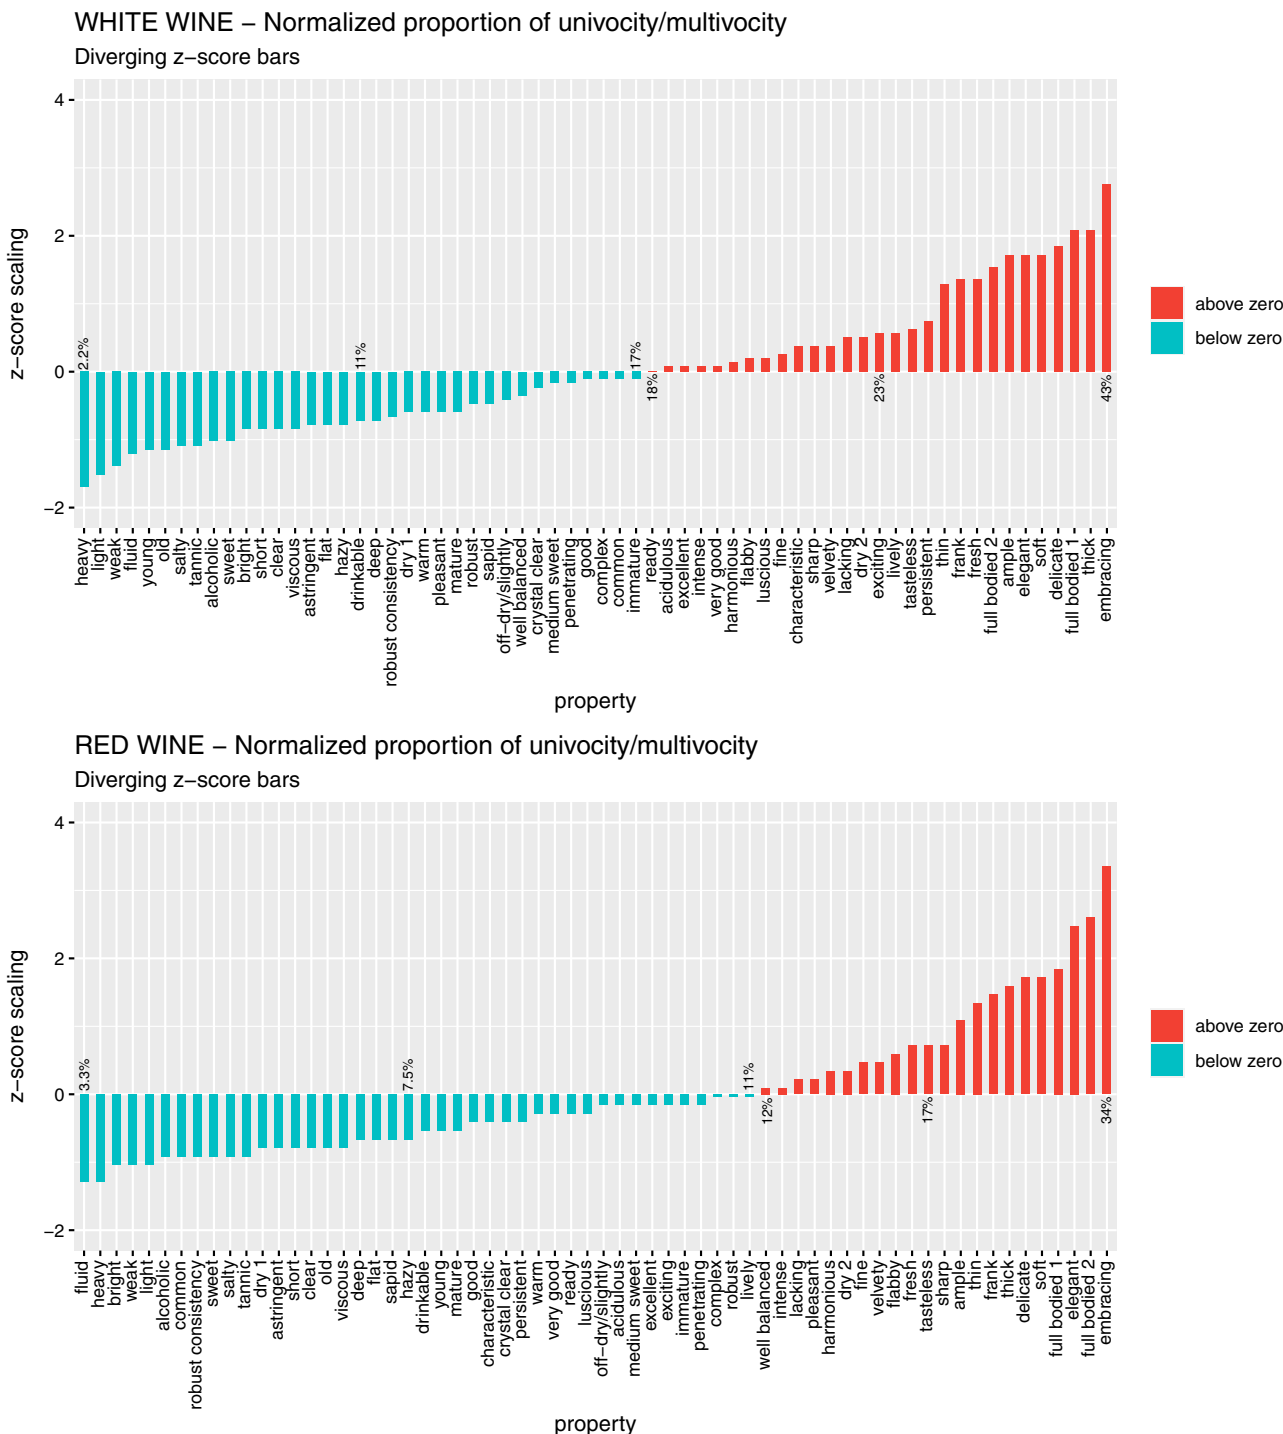 WHITE WINE − Normalized proportion of univocity/multivocity
Diverging z−score bars
z−score scaling
4
2
0
−2
2.2%
11%
17%
18%
23%
43%
heavy
light
weak
fluid
young
old
salty
tannic
alcoholic
sweet
bright
short
clear
viscous
astringent
flat
hazy
drinkable
deep
robust consistency
dry 1
warm
pleasant
mature
robust
sapid
off−dry/slightly
well balanced
crystal clear
medium sweet
penetrating
good
complex
common
immature
ready
acidulous
excellent
intense
very good
harmonious
flabby
luscious
fine
characteristic
sharp
velvety
lacking
dry 2
exciting
lively
tasteless
persistent
thin
frank
fresh
full bodied 2
ample
elegant
soft
delicate
full bodied 1
thick
embracing
property
above zero
below zero
RED WINE − Normalized proportion of univocity/multivocity
Diverging z−score bars
z−score scaling
4
2
0
−2
3.3%
7.5%
11%
12%
17%
34%
fluid
heavy
bright
weak
light
alcoholic
common
robust consistency
sweet
salty
tannic
dry 1
astringent
short
clear
old
viscous
deep
flat
sapid
hazy
drinkable
young
mature
good
characteristic
crystal clear
persistent
warm
very good
ready
luscious
off−dry/slightly
acidulous
medium sweet
excellent
exciting
immature
penetrating
complex
robust
lively
well balanced
intense
lacking
pleasant
harmonious
dry 2
fine
velvety
flabby
fresh
tasteless
sharp
ample
thin
frank
thick
delicate
soft
full bodied 1
elegant
full bodied 2
embracing
property
above zero
below zero